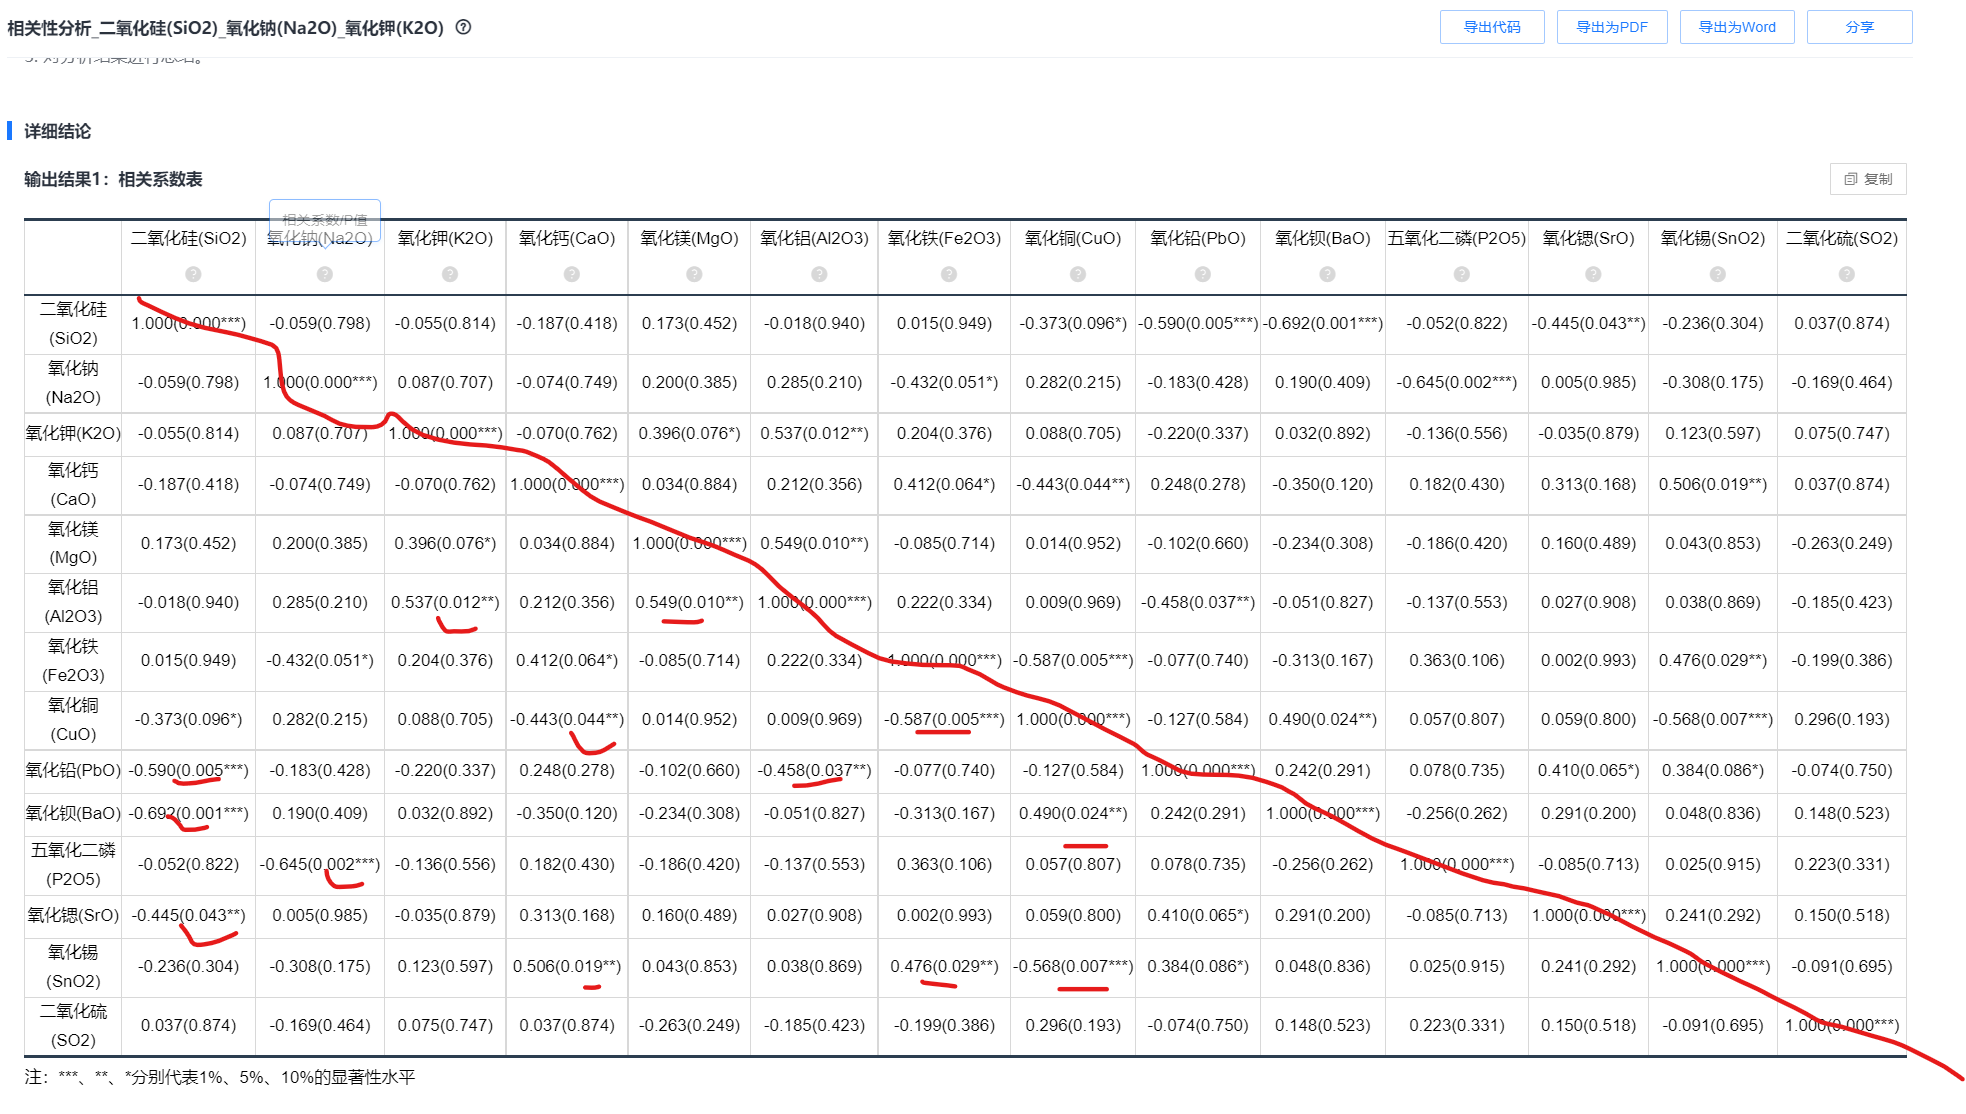 相关性分析_二氧化硅(SiO2)_氧化钠(Na2O)_氧化钾(K2O) ?
导出代码 导出为PDF 导出为Word 分享
详细结论
输出结果1：相关系数表
复制
相关系数/P值
二氧化硅(SiO2) 氧化钠(Na2O) 氧化钾(K2O) 氧化钙(CaO) 氧化镁(MgO) 氧化铝(Al2O3) 氧化铁(Fe2O3) 氧化铜(CuO) 氧化铅(PbO) 氧化钡(BaO) 五氧化二磷(P2O5) 氧化锶(SrO) 氧化锡(SnO2) 二氧化硫(SO2)
? ? ? ? ? ? ? ? ? ? ? ? ? ?
二氧化硅(SiO2) 1.000(0.000***) -0.059(0.798) -0.055(0.814) -0.187(0.418) 0.173(0.452) -0.018(0.940) 0.015(0.949) -0.373(0.096*) -0.590(0.005***) -0.692(0.001***) -0.052(0.822) -0.445(0.043**) -0.236(0.304) 0.037(0.874)
氧化钠(Na2O) -0.059(0.798) 1.000(0.000***) 0.087(0.707) -0.074(0.749) 0.200(0.385) 0.285(0.210) -0.432(0.051*) 0.282(0.215) -0.183(0.428) 0.190(0.409) -0.645(0.002***) 0.005(0.985) -0.308(0.175) -0.169(0.464)
氧化钾(K2O) -0.055(0.814) 0.087(0.707) 1.000(0.000***) -0.070(0.762) 0.396(0.076*) 0.537(0.012**) 0.204(0.376) 0.088(0.705) -0.220(0.337) 0.032(0.892) -0.136(0.556) -0.035(0.879) 0.123(0.597) 0.075(0.747)
氧化钙(CaO) -0.187(0.418) -0.074(0.749) -0.070(0.762) 1.000(0.000***) 0.034(0.884) 0.212(0.356) 0.412(0.064*) -0.443(0.044**) 0.248(0.278) -0.350(0.120) 0.182(0.430) 0.313(0.168) 0.506(0.019**) 0.037(0.874)
氧化镁(MgO) 0.173(0.452) 0.200(0.385) 0.396(0.076*) 0.034(0.884) 1.000(0.000***) 0.549(0.010**) -0.085(0.714) 0.014(0.952) -0.102(0.660) -0.234(0.308) -0.186(0.420) 0.160(0.489) 0.043(0.853) -0.263(0.249)
氧化铝(Al2O3) -0.018(0.940) 0.285(0.210) 0.537(0.012**) 0.212(0.356) 0.549(0.010**) 1.000(0.000***) 0.222(0.334) 0.009(0.969) -0.458(0.037**) -0.051(0.827) -0.137(0.553) 0.027(0.908) 0.038(0.869) -0.185(0.423)
氧化铁(Fe2O3) 0.015(0.949) -0.432(0.051*) 0.204(0.376) 0.412(0.064*) -0.085(0.714) 0.222(0.334) 1.000(0.000***) -0.587(0.005***) -0.077(0.740) -0.313(0.167) 0.363(0.106) 0.002(0.993) 0.476(0.029**) -0.199(0.386)
氧化铜(CuO) -0.373(0.096*) 0.282(0.215) 0.088(0.705) -0.443(0.044**) 0.014(0.952) 0.009(0.969) -0.587(0.005***) 1.000(0.000***) -0.127(0.584) 0.490(0.024**) 0.057(0.807) 0.059(0.800) -0.568(0.007***) 0.296(0.193)
氧化铅(PbO) -0.590(0.005***) -0.183(0.428) -0.220(0.337) 0.248(0.278) -0.102(0.660) -0.458(0.037**) -0.077(0.740) -0.127(0.584) 1.000(0.000***) 0.242(0.291) 0.078(0.735) 0.410(0.065*) 0.384(0.086*) -0.074(0.750)
氧化钡(BaO) -0.692(0.001***) 0.190(0.409) 0.032(0.892) -0.350(0.120) -0.234(0.308) -0.051(0.827) -0.313(0.167) 0.490(0.024**) 0.242(0.291) 1.000(0.000***) -0.256(0.262) 0.291(0.200) 0.048(0.836) 0.148(0.523)
五氧化二磷(P2O5) -0.052(0.822) -0.645(0.002***) -0.136(0.556) 0.182(0.430) -0.186(0.420) -0.137(0.553) 0.363(0.106) 0.057(0.807) 0.078(0.735) -0.256(0.262) 1.000(0.000***) -0.085(0.713) 0.025(0.915) 0.223(0.331)
氧化锶(SrO) -0.445(0.043**) 0.005(0.985) -0.035(0.879) 0.313(0.168) 0.160(0.489) 0.027(0.908) 0.002(0.993) 0.059(0.800) 0.410(0.065*) 0.291(0.200) -0.085(0.713) 1.000(0.000***) 0.241(0.292) 0.150(0.518)
氧化锡(SnO2) -0.236(0.304) -0.308(0.175) 0.123(0.597) 0.506(0.019**) 0.043(0.853) 0.038(0.869) 0.476(0.029**) -0.568(0.007***) 0.384(0.086*) 0.048(0.836) 0.025(0.915) 0.241(0.292) 1.000(0.000***) -0.091(0.695)
二氧化硫(SO2) 0.037(0.874) -0.169(0.464) 0.075(0.747) 0.037(0.874) -0.263(0.249) -0.185(0.423) -0.199(0.386) 0.296(0.193) -0.074(0.750) 0.148(0.523) 0.223(0.331) 0.150(0.518) -0.091(0.695) 1.000(0.000***)
注：***、**、*分别代表1%、5%、10%的显著性水平